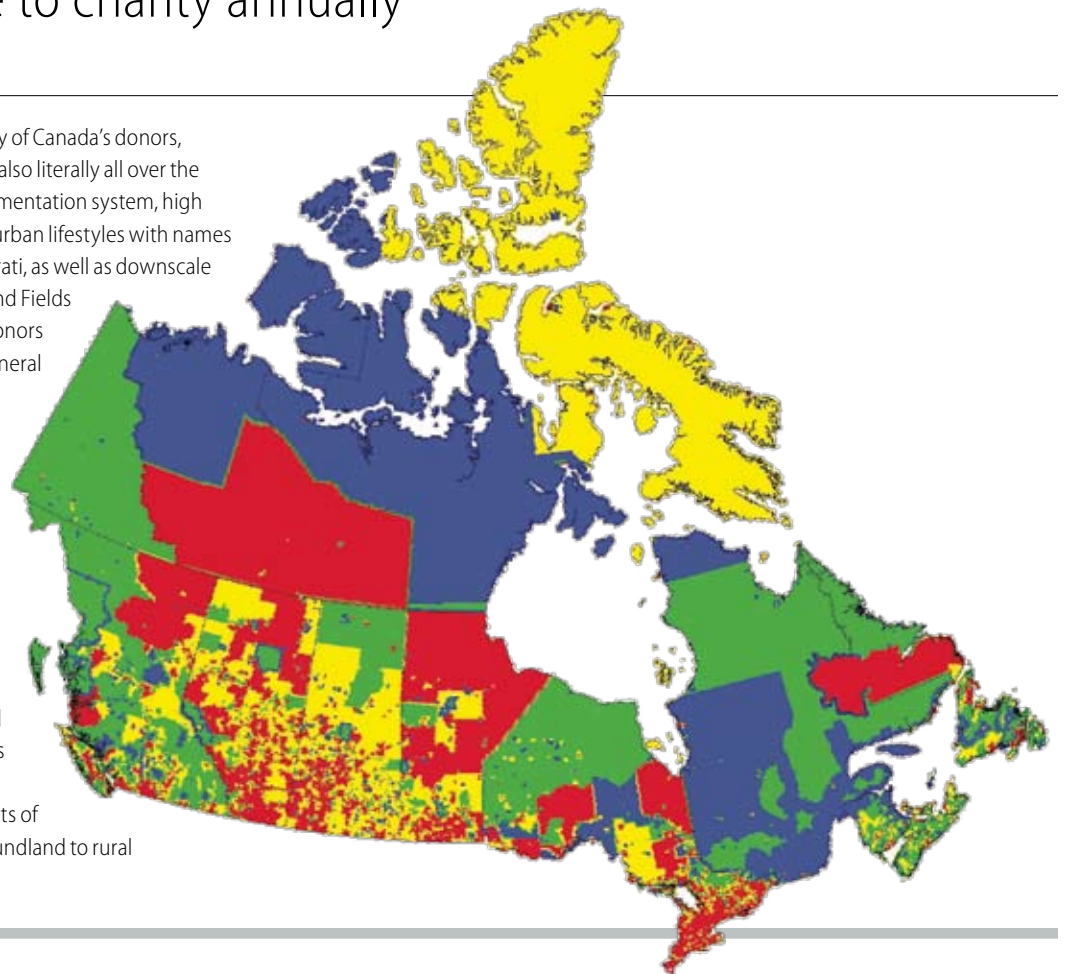 to charity annually
y of Canada's donors,
also literally all over the
mentation system, high
urban lifestyles with names
rati, as well as downscale
nd Fields
onors
neral
s
ts of
undland to rural